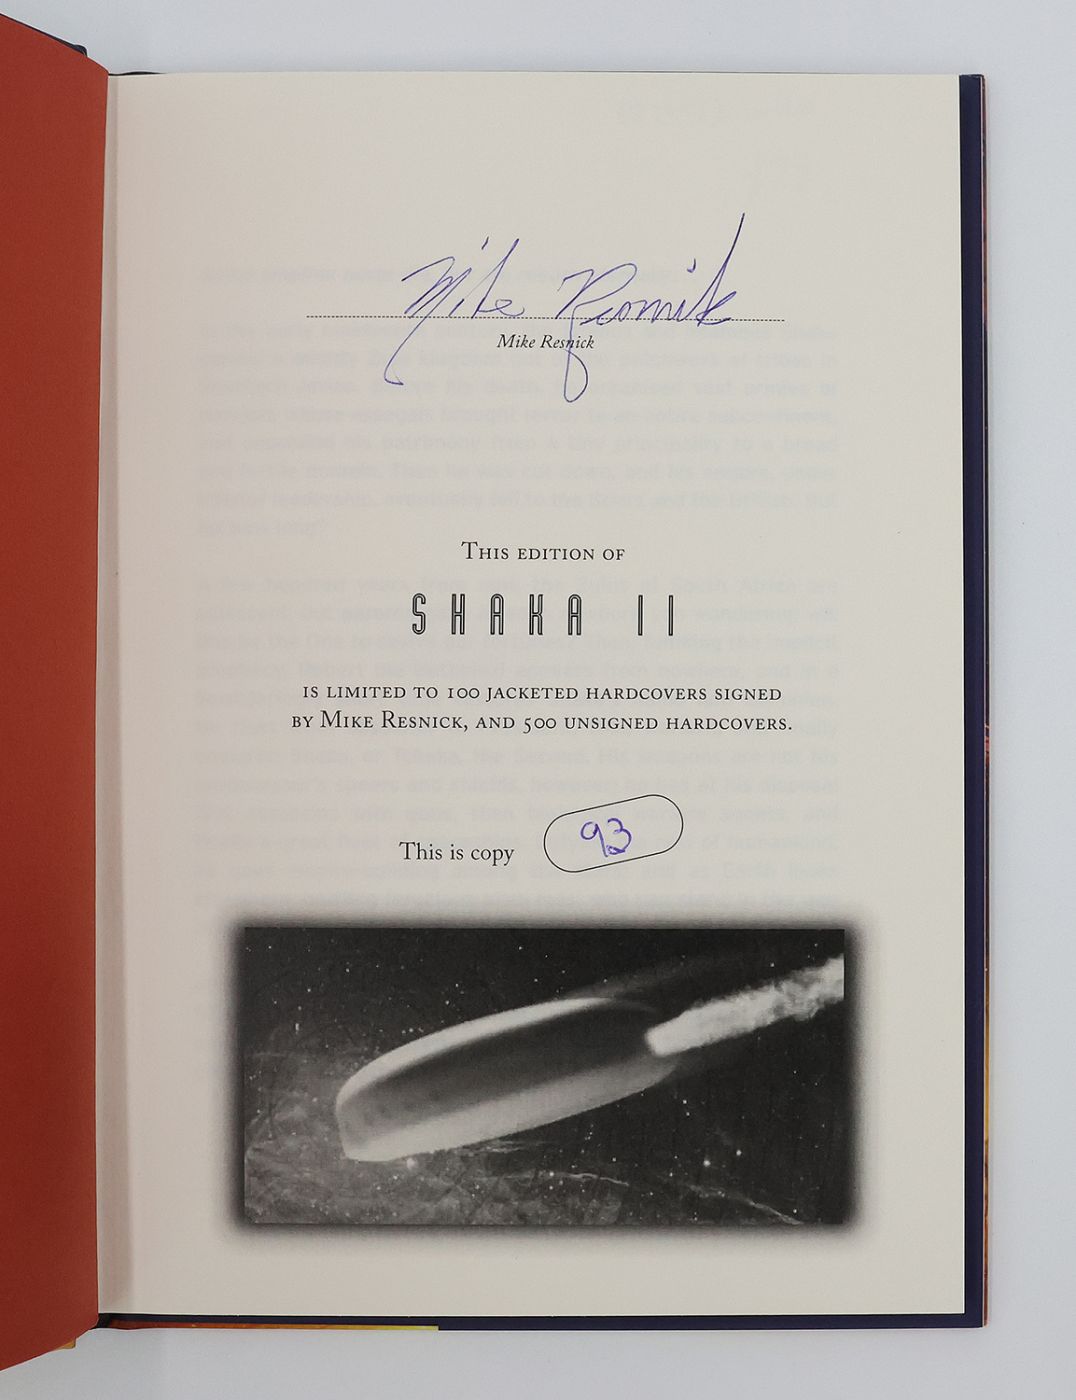 Mike Resnick
Mike Resnick
This edition of
SHAKA II
is limited to 100 jacketed hardcovers signed
by Mike Resnick, and 500 unsigned hardcovers.
This is copy 93